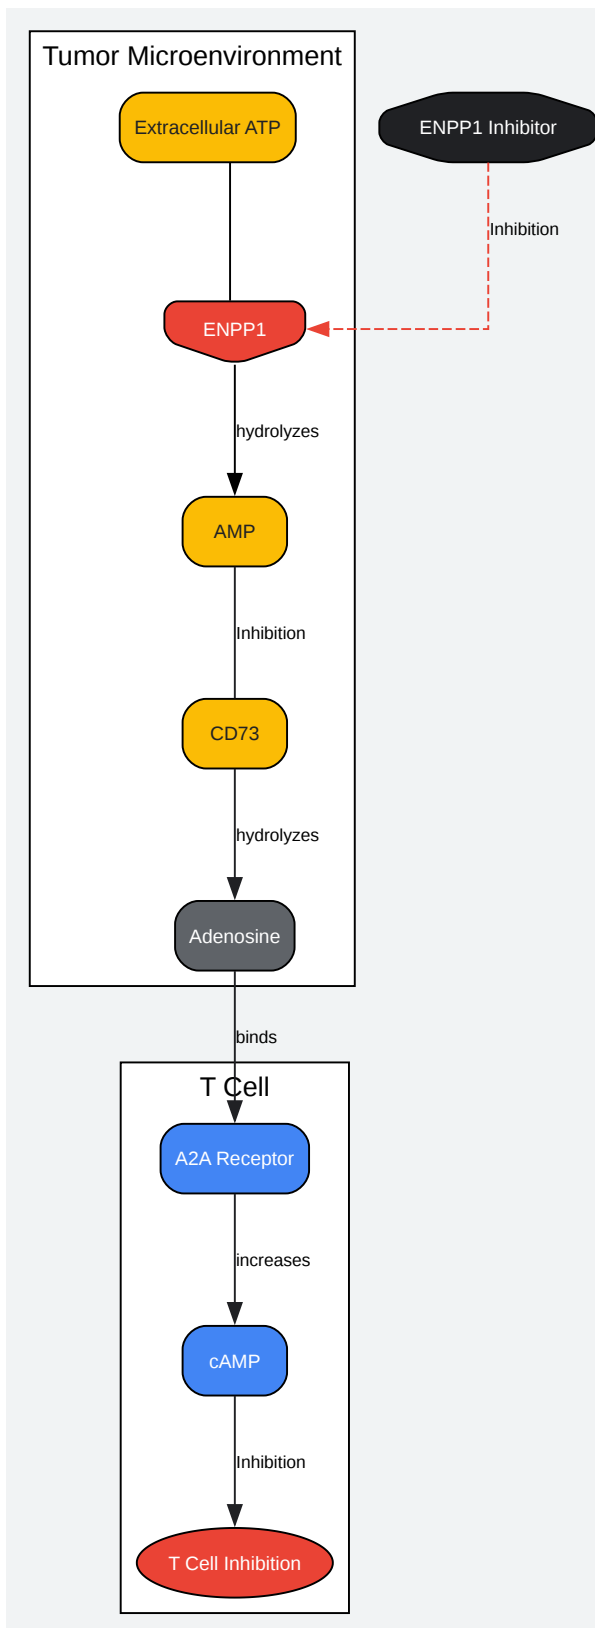 Tumor Microenvironment
Extracellular ATP
ENPP1 Inhibitor
Inhibition
ENPP1
hydrolyzes
AMP
Inhibition
CD73
hydrolyzes
Adenosine
binds
T Cell
A2A Receptor
increases
cAMP
Inhibition
T Cell Inhibition